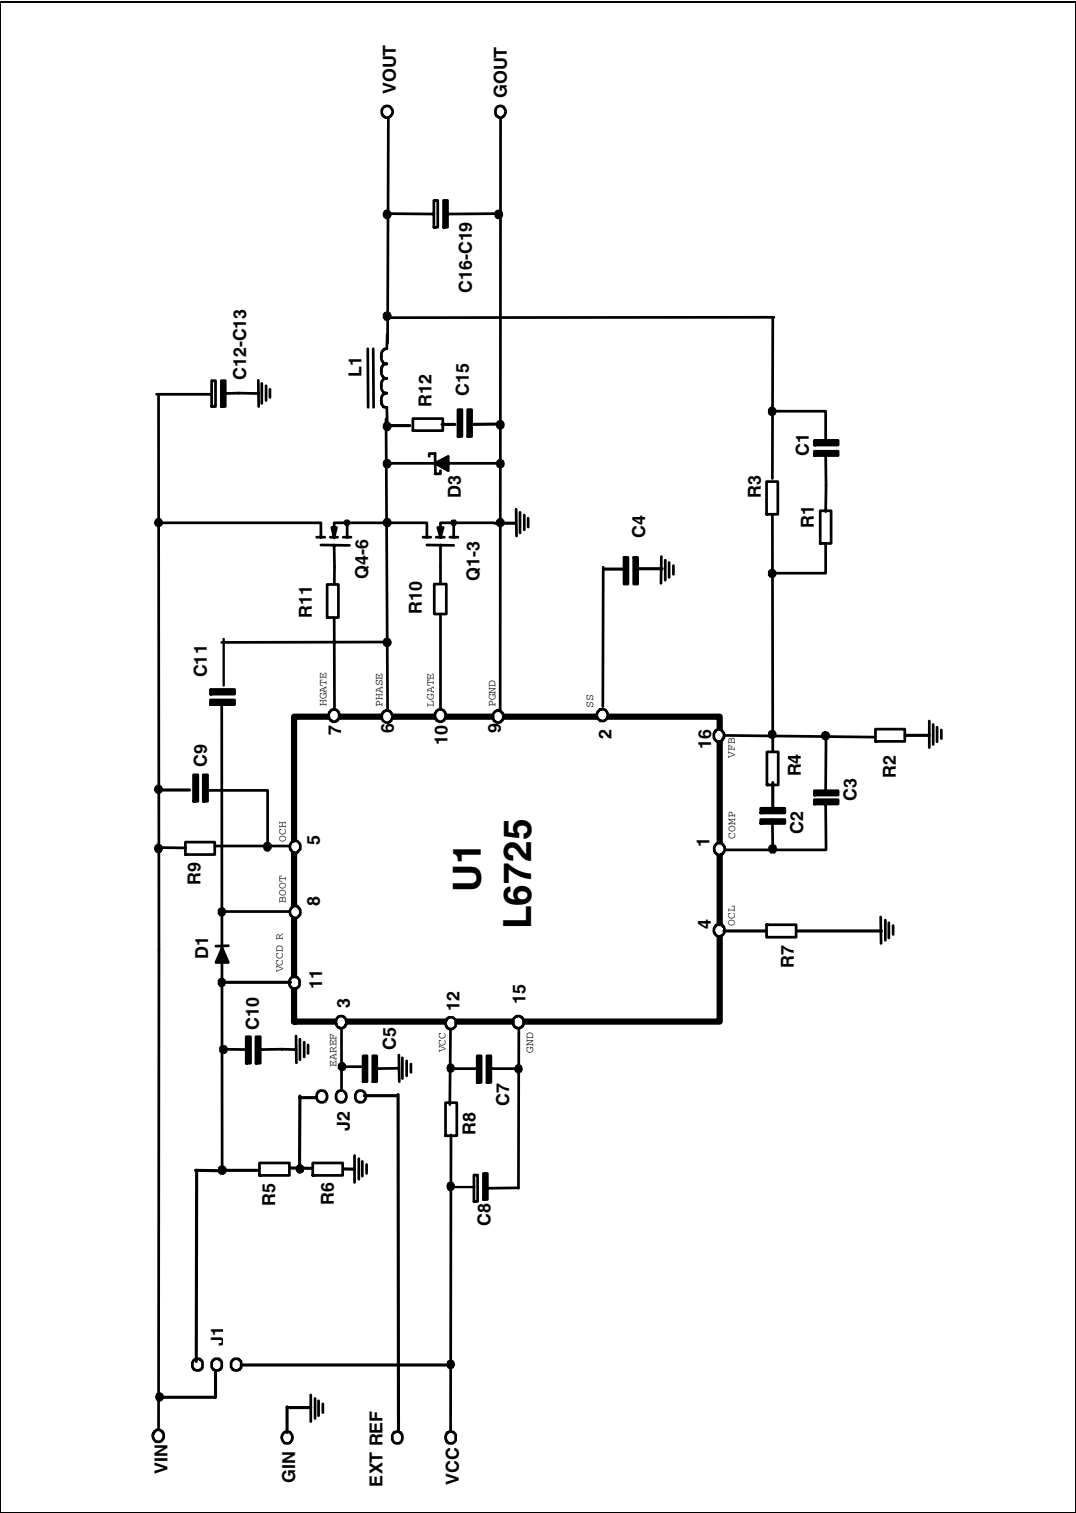 VIN
GIN
EXT REF
VCC
J1
VOUT
GOUT
C12-C13
C16-C19
L1
R12
C15
D3
Q4-6
Q1-3
R11
R10
C11
C9
R9
D1
C10
R5
R6
J2
C5
R8
C7
C8
C4
R3
C1
R1
R4
C2
C3
R2
R7
U1
L6725
HGATE
7
PHASE
6
LGATE
10
PGND
9
SS
2
VFB
16
COMP
1
OCL
4
OCH
5
BOOT
8
VCCD R
11
EAREF
3
VCC
12
GND
15